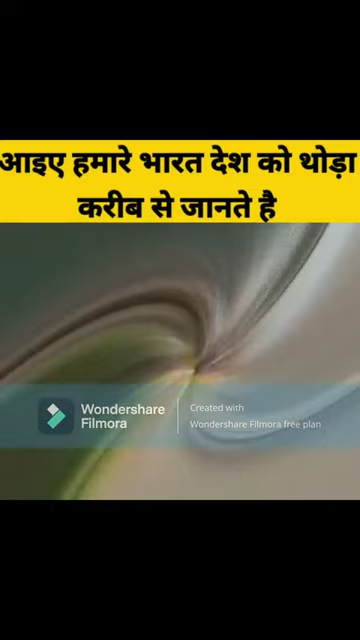 आइए हमारे भारत देश को थोड़ा
करीब से जानते है
Wondershare
Filmora
Created with
Wondershare Filmora free plan